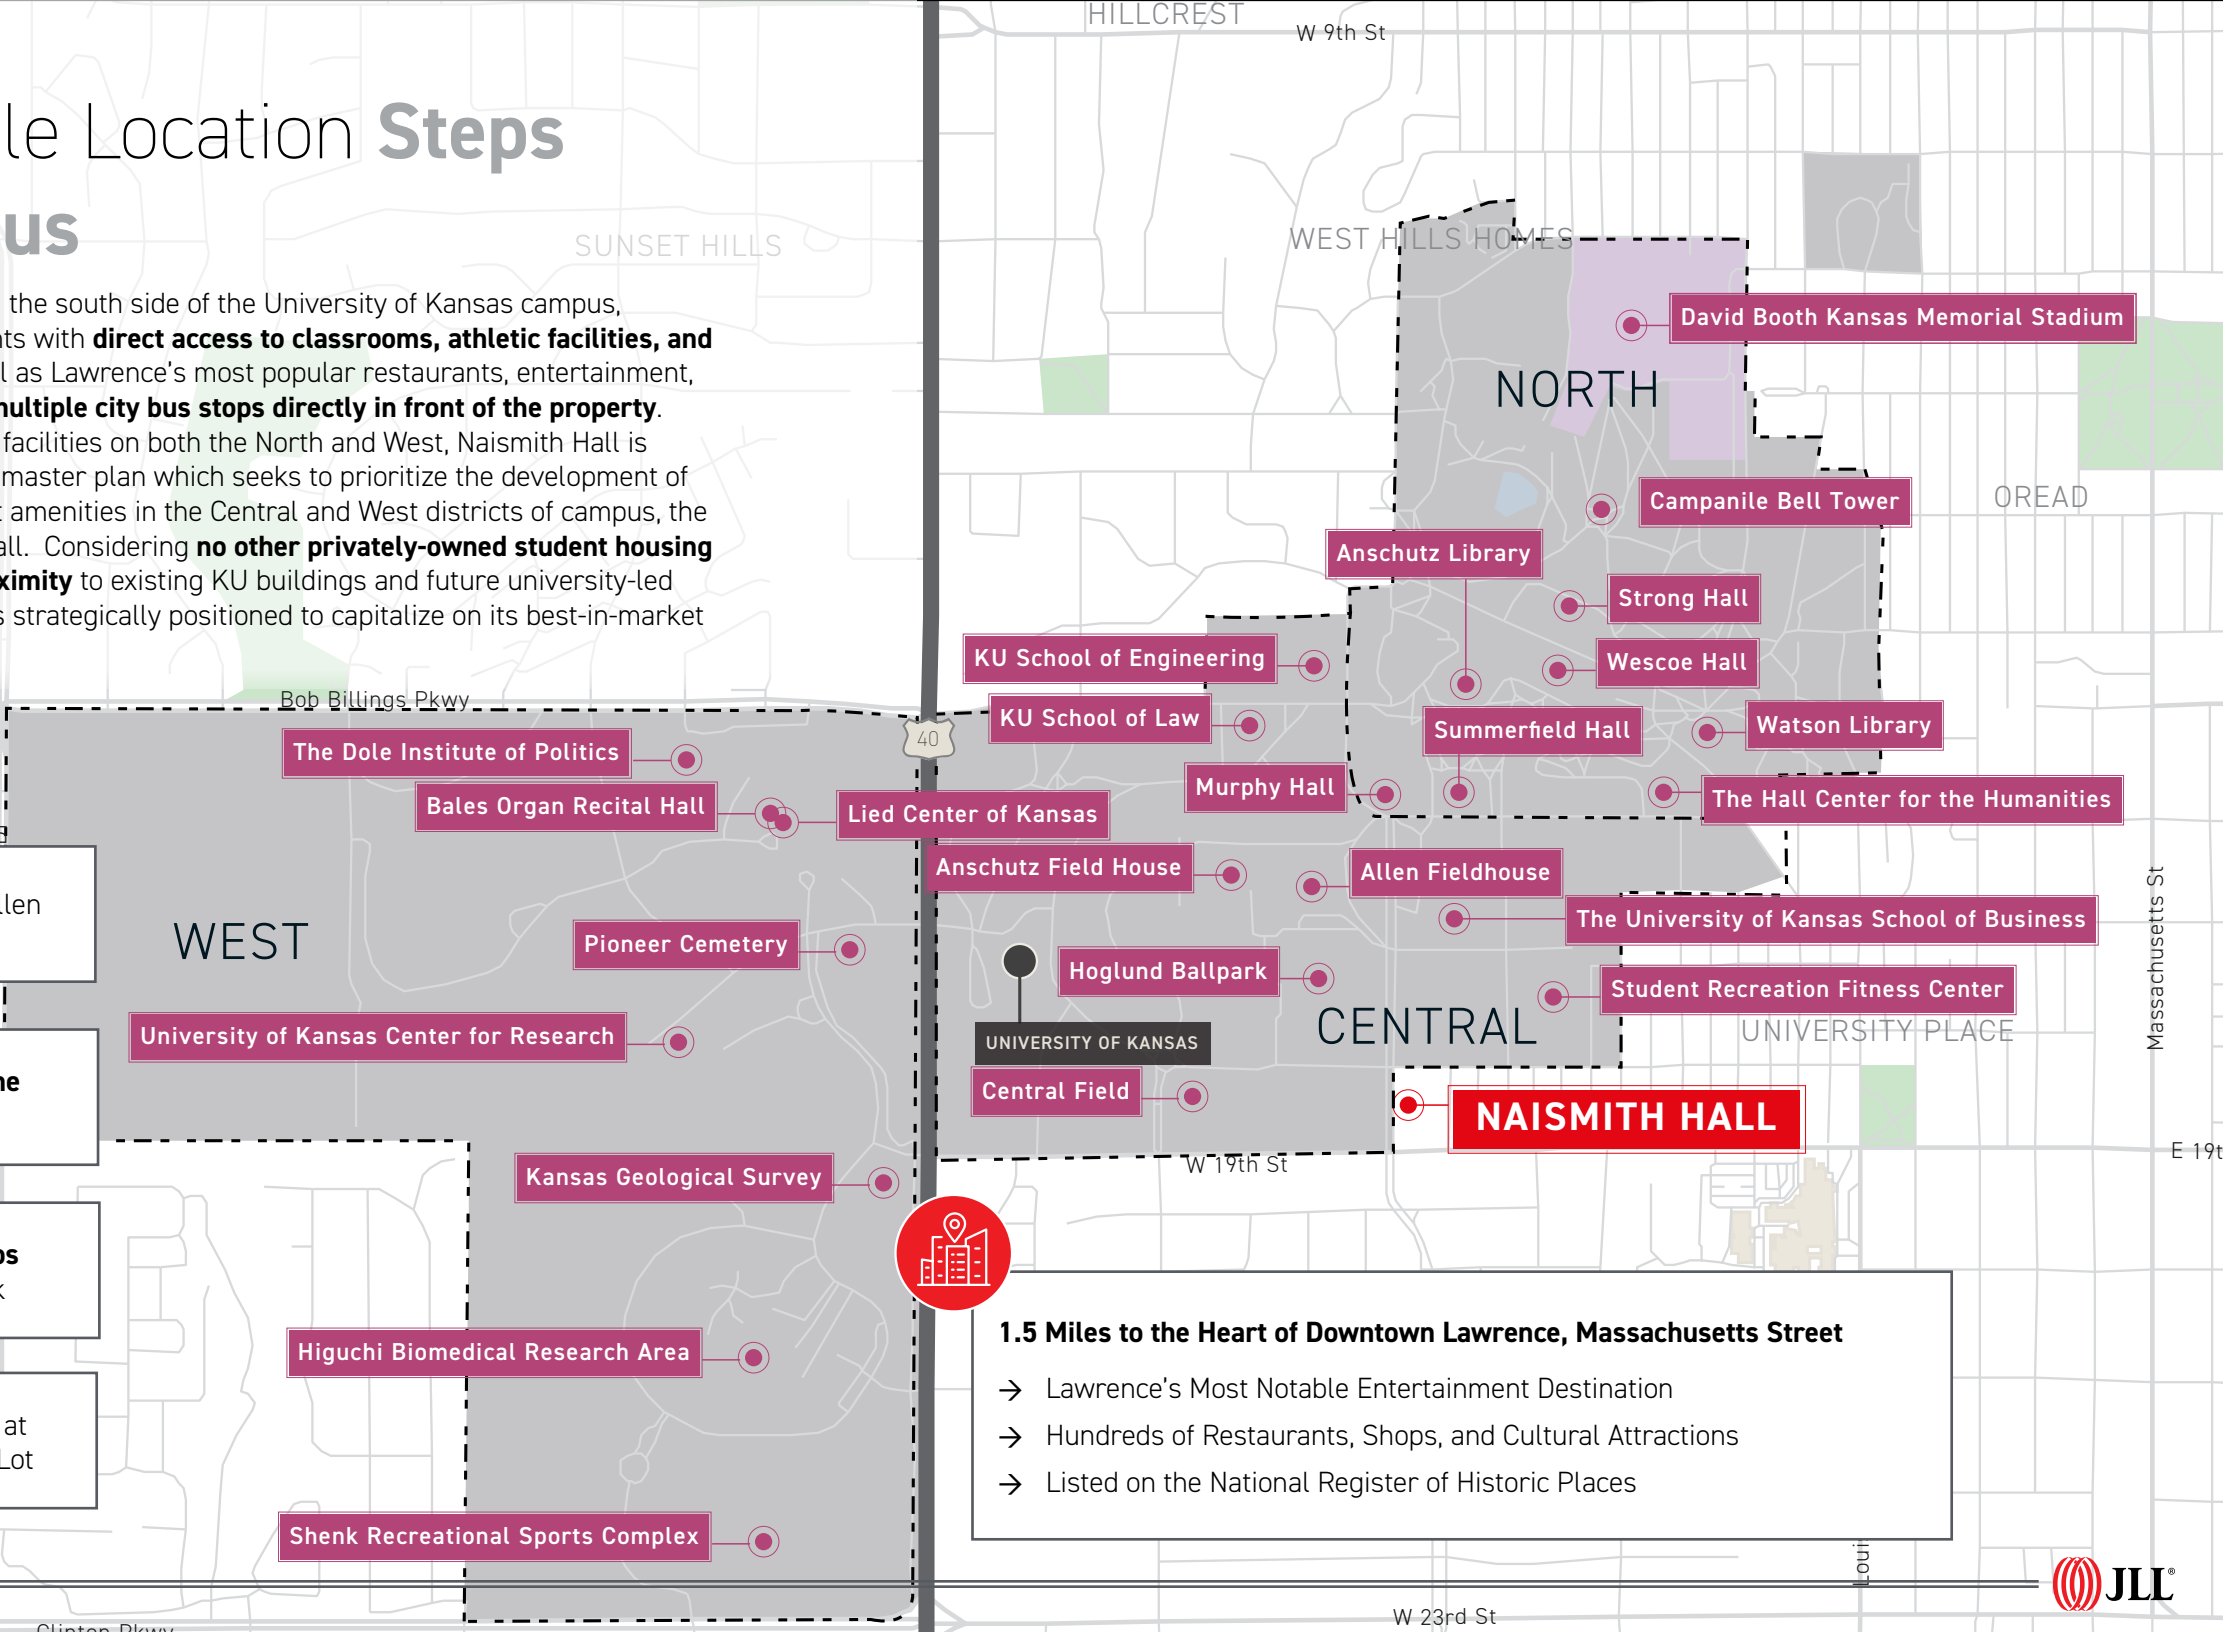 le Location Steps
us
the south side of the University of Kansas campus,
nts with direct access to classrooms, athletic facilities, and
l as Lawrence's most popular restaurants, entertainment,
multiple city bus stops directly in front of the property.
facilities on both the North and West, Naismith Hall is
master plan which seeks to prioritize the development of
t amenities in the Central and West districts of campus, the
all. Considering no other privately-owned student housing
ximity to existing KU buildings and future university-led
s strategically positioned to capitalize on its best-in-market
HILLCREST
W 9th St
SUNSET HILLS
WEST HILLS HOMES
David Booth Kansas Memorial Stadium
NORTH
Campanile Bell Tower
OREAD
Anschutz Library
Strong Hall
KU School of Engineering
Wescoe Hall
Bob Billings Pkwy
KU School of Law
Summerfield Hall
Watson Library
40
The Dole Institute of Politics
Murphy Hall
The Hall Center for the Humanities
Bales Organ Recital Hall
Lied Center of Kansas
Anschutz Field House
Allen Fieldhouse
llen
The University of Kansas School of Business
WEST
Pioneer Cemetery
Hoglund Ballpark
Student Recreation Fitness Center
Massachusetts St
CENTRAL
UNIVERSITY PLACE
University of Kansas Center for Research
UNIVERSITY OF KANSAS
he
Central Field
NAISMITH HALL
W 19th St
E 19t
Kansas Geological Survey
os
k
1.5 Miles to the Heart of Downtown Lawrence, Massachusetts Street
→ Lawrence's Most Notable Entertainment Destination
→ Hundreds of Restaurants, Shops, and Cultural Attractions
→ Listed on the National Register of Historic Places
Higuchi Biomedical Research Area
at
Lot
Shenk Recreational Sports Complex
Loui
JLL®
W 23rd St
Clinton Pkwy